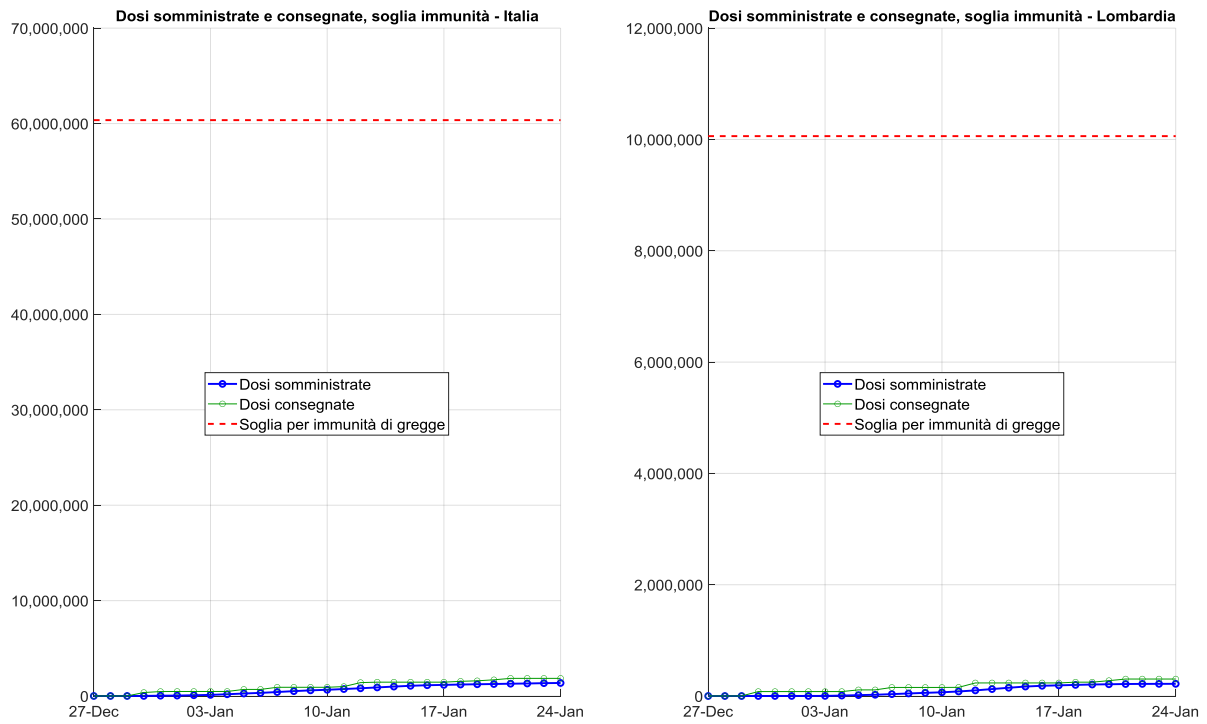 Dosi somministrate e consegnate, soglia immunità - Italia
70,000,000
60,000,000
50,000,000
40,000,000
30,000,000
20,000,000
10,000,000
0
27-Dec 03-Jan 10-Jan 17-Jan 24-Jan
Dosi somministrate
Dosi consegnate
Soglia per immunità di gregge
Dosi somministrate e consegnate, soglia immunità - Lombardia
12,000,000
10,000,000
8,000,000
6,000,000
4,000,000
2,000,000
0
27-Dec 03-Jan 10-Jan 17-Jan 24-Jan
Dosi somministrate
Dosi consegnate
Soglia per immunità di gregge